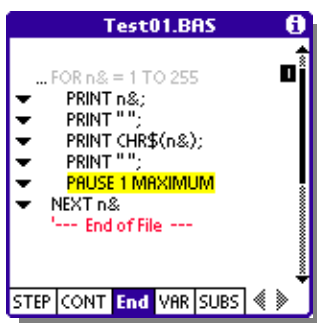 Test01.BAS
...FOR n& = 1 TO 255
PRINT n&;
PRINT " ";
PRINT CHR$(n&);
PRINT " ";
PAUSE 1 MAXIMUM
NEXT n&
'--- End of File ---
STEP CONT End VAR SUBS